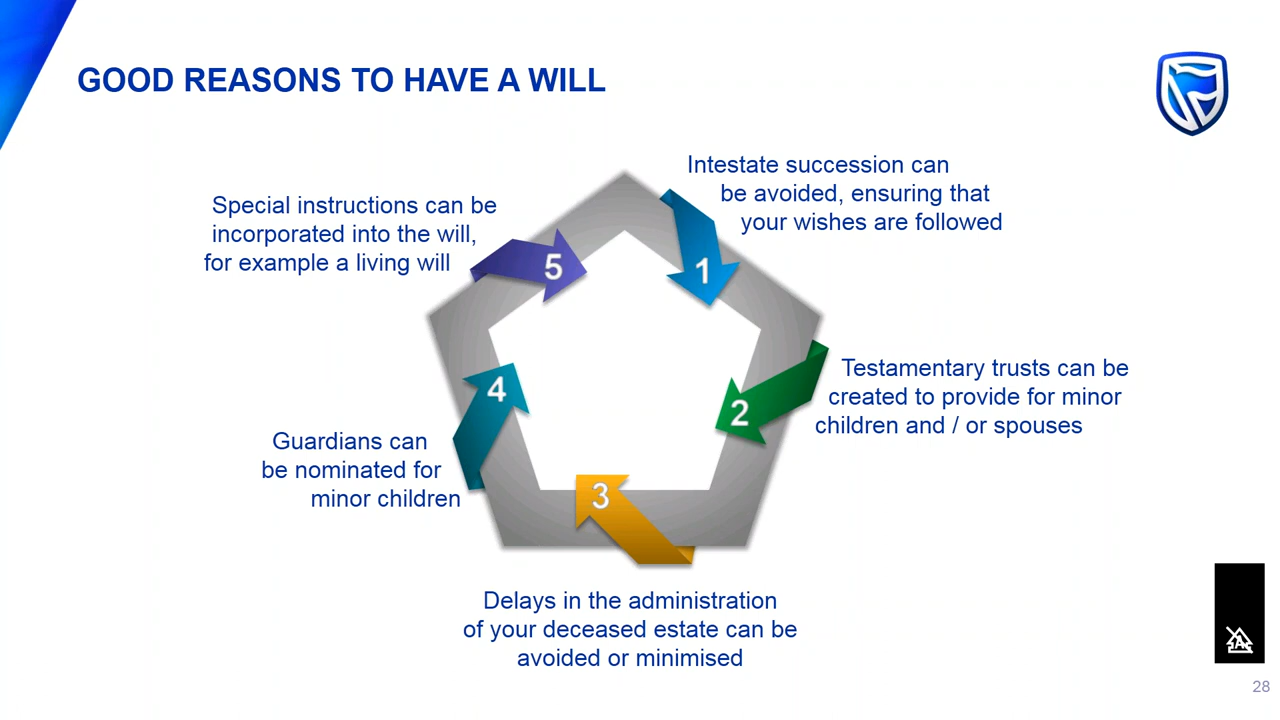 GOOD REASONS TO HAVE A WILL
Intestate succession can
be avoided, ensuring that
your wishes are followed
1
Testamentary trusts can be
created to provide for minor
children and / or spouses
2
Delays in the administration
of your deceased estate can be
avoided or minimised
3
Guardians can
be nominated for
minor children
4
Special instructions can be
incorporated into the will,
for example a living will
5
28